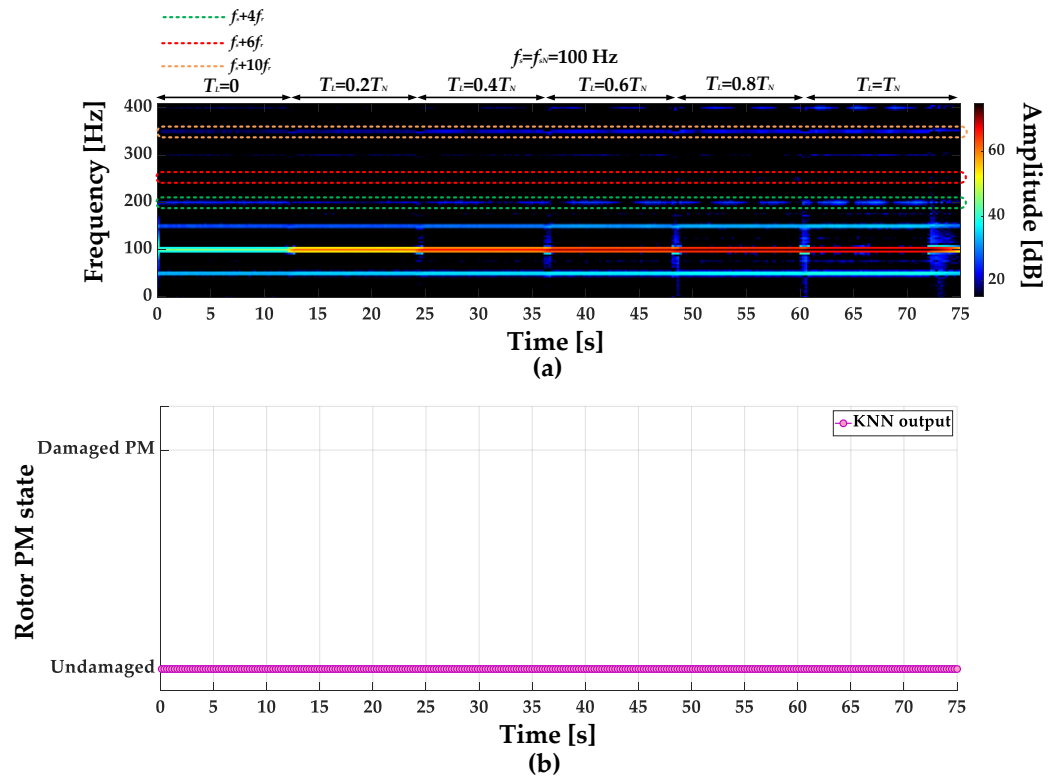 fs+4fr
fs+6fr
fs+10fr
fs=fsN=100 Hz
TL=0 TL=0.2TN TL=0.4TN TL=0.6TN TL=0.8TN TL=TN
Frequency [Hz]
400
300
200
100
0
0 5 10 15 20 25 30 35 40 45 50 55 60 65 70 75
Time [s]
(a)
60
40
20
Amplitude [dB]
KNN output
Rotor PM state
Damaged PM
Undamaged
0 5 10 15 20 25 30 35 40 45 50 55 60 65 70 75
Time [s]
(b)